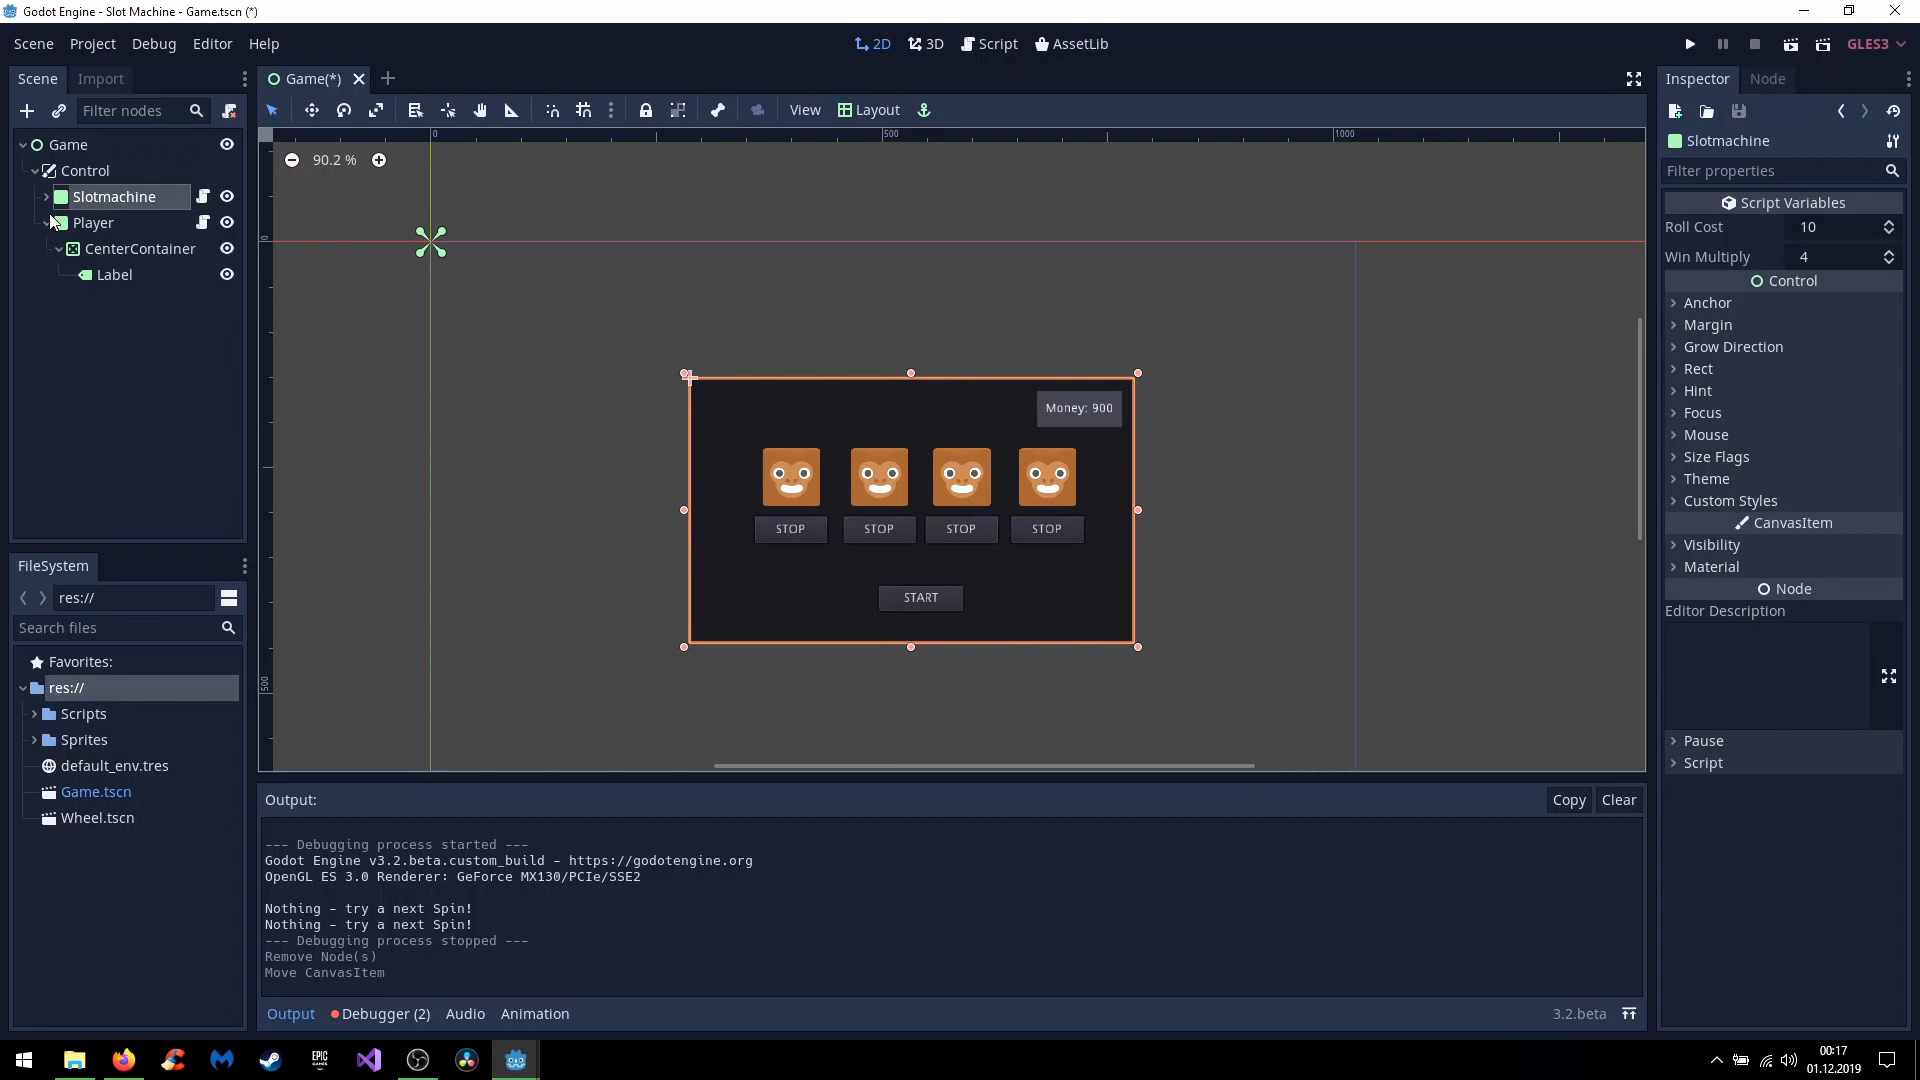 Godot Engine - Slot Machine - Game.tscn (*)
Scene Project Debug Editor Help
2D 3D Script AssetLib
GLES3
Scene Import
Game(*)
Inspector Node
Filter nodes
View Layout
Game
Control
Slotmachine
Player
CenterContainer
Label
90.2 %
0 500 1000
0
500
Money: 900
STOP STOP STOP STOP
START
Slotmachine
Filter properties
Script Variables
Roll Cost 10
Win Multiply 4
Control
Anchor
Margin
Grow Direction
Rect
Hint
Focus
Mouse
Size Flags
Theme
Custom Styles
CanvasItem
Visibility
Material
Node
Editor Description
Pause
Script
FileSystem
res://
Search files
Favorites:
res://
Scripts
Sprites
default_env.tres
Game.tscn
Wheel.tscn
Output:
Copy Clear
--- Debugging process started ---
Godot Engine v3.2.beta.custom_build - https://godotengine.org
OpenGL ES 3.0 Renderer: GeForce MX130/PCIe/SSE2
Nothing - try a next Spin!
Nothing - try a next Spin!
--- Debugging process stopped ---
Remove Node(s)
Move CanvasItem
Output Debugger (2) Audio Animation
3.2.beta
EPIC GAMES
00:17
01.12.2019